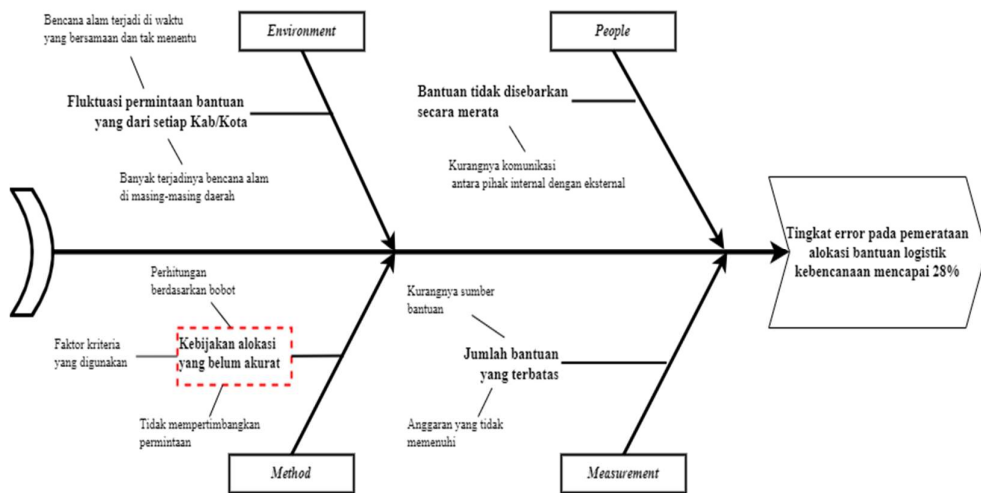 Bencana alam terjadi di waktu
yang bersamaan dan tak menentu
Environment
People
Fluktuasi permintaan bantuan
yang dari setiap Kab/Kota
Bantuan tidak disebarkan
secara merata
Banyak terjadinya bencana alam
di masing-masing daerah
Kurangnya komunikasi
antara pihak internal dengan eksternal
Tingkat error pada pemerataan
alokasi bantuan logistik
kebencanaan mencapai 28%
Perhitungan
berdasarkan bobot
Faktor kriteria
yang digunakan
Kebijakan alokasi
yang belum akurat
Tidak mempertimbangkan
permintaan
Kurangnya sumber
bantuan
Jumlah bantuan
yang terbatas
Anggaran yang tidak
memenuhi
Method
Measurement